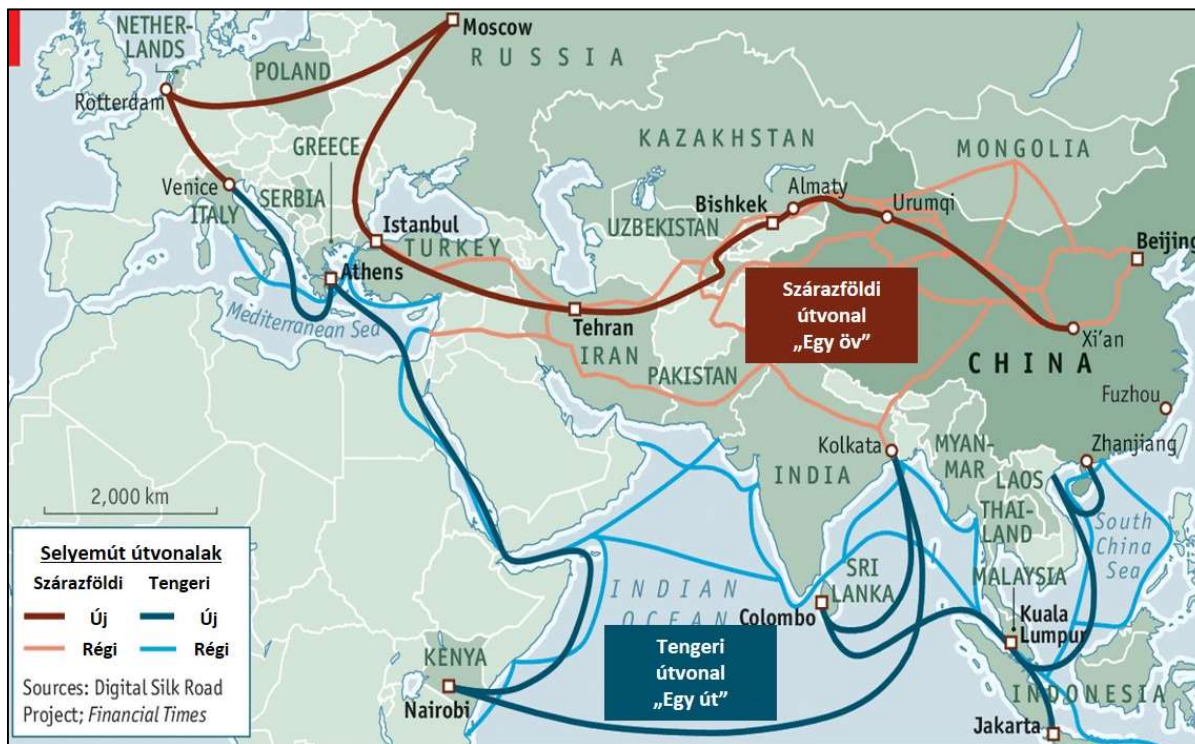 NETHER-
LANDS
Moscow
R U S S I A
POLAND
Rotterdam
KAZAKHSTAN
GREECE
MONGOLIA
Venice
SERBIA
ITALY
Almaty
Bishkek
Urumqi
Istanbul
UZBEKISTAN
TURKEY
Beijing
Athens
Szárazföldi
útvonal
„Egy öv”
Mediterranean Sea
Tehran
IRAN
Xi'an
PAKISTAN
C H I N A
Fuzhou
Kolkata
MYAN-
MAR
Zhanjiang
INDIA
LAOS
THAI-
LAND
2,000 km
South
China
Sea
Selyemút útvonalak
Szárazföldi Tengeri
Új Új
Régi Régi
Sources: Digital Silk Road
Project; Financial Times
INDIAN
OCEAN
SRI
LANKA
MALAYSIA
Colombo
Kuala
Lumpur
Tengeri
útvonal
„Egy út”
KENYA
Nairobi
INDONESIA
Jakarta